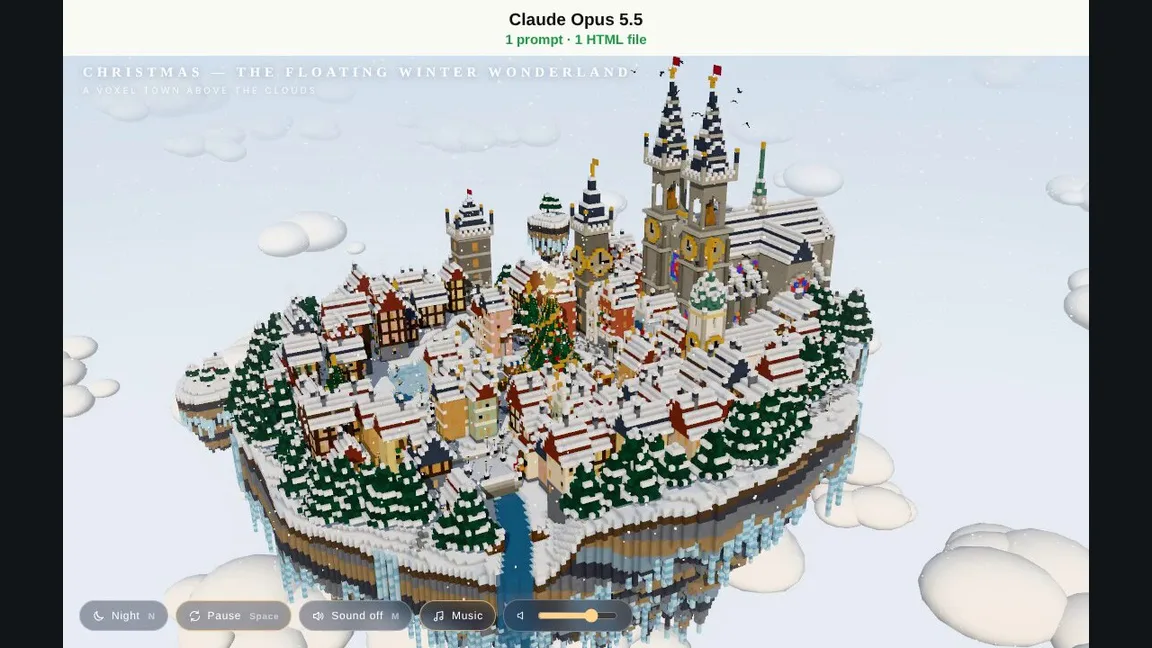 Claude Opus 5.5
1 prompt · 1 HTML file
CHRISTMAS — THE FLOATING WINTER WONDERLAND
A VOXEL TOWN ABOVE THE CLOUDS
Night N
Pause Space
Sound off M
Music